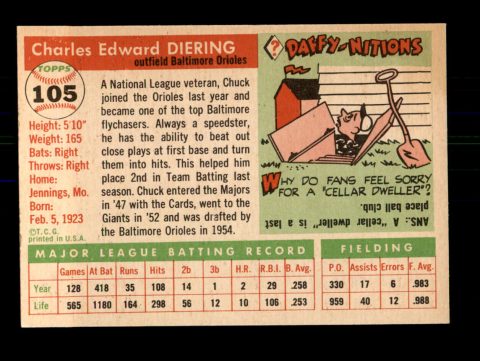 Charles Edward DIERING
outfield Baltimore Orioles
TOPPS
105
Height: 5'10"
Weight: 165
Bats: Right
Throws: Right
Home:
Jennings, Mo.
Born:
Feb. 5, 1923
©T.C.G.
printed in U.S.A.
A National League veteran, Chuck
joined the Orioles last year and
became one of the top Baltimore
flychasers. Always a speedster,
he has the ability to beat out
close plays at first base and turn
them into hits. This helped him
place 2nd in Team Batting last
season. Chuck entered the Majors
in '47 with the Cards, went to the
Giants in '52 and was drafted by
the Baltimore Orioles in 1954.
? DAFFY-NITIONS
WHY DO FANS FEEL SORRY
FOR A "CELLAR DWELLER"?
ANS.: A "cellar dweller" is a last
place ball club.
MAJOR LEAGUE BATTING RECORD
Games At Bat Runs Hits 2b 3b H.R. R.B.I. B. Avg.
Year 128 418 35 108 14 1 2 29 .258
Life 565 1180 164 298 56 12 10 106 .253
FIELDING
P.O. Assists Errors F. Avg.
330 17 6 .983
959 40 12 .988